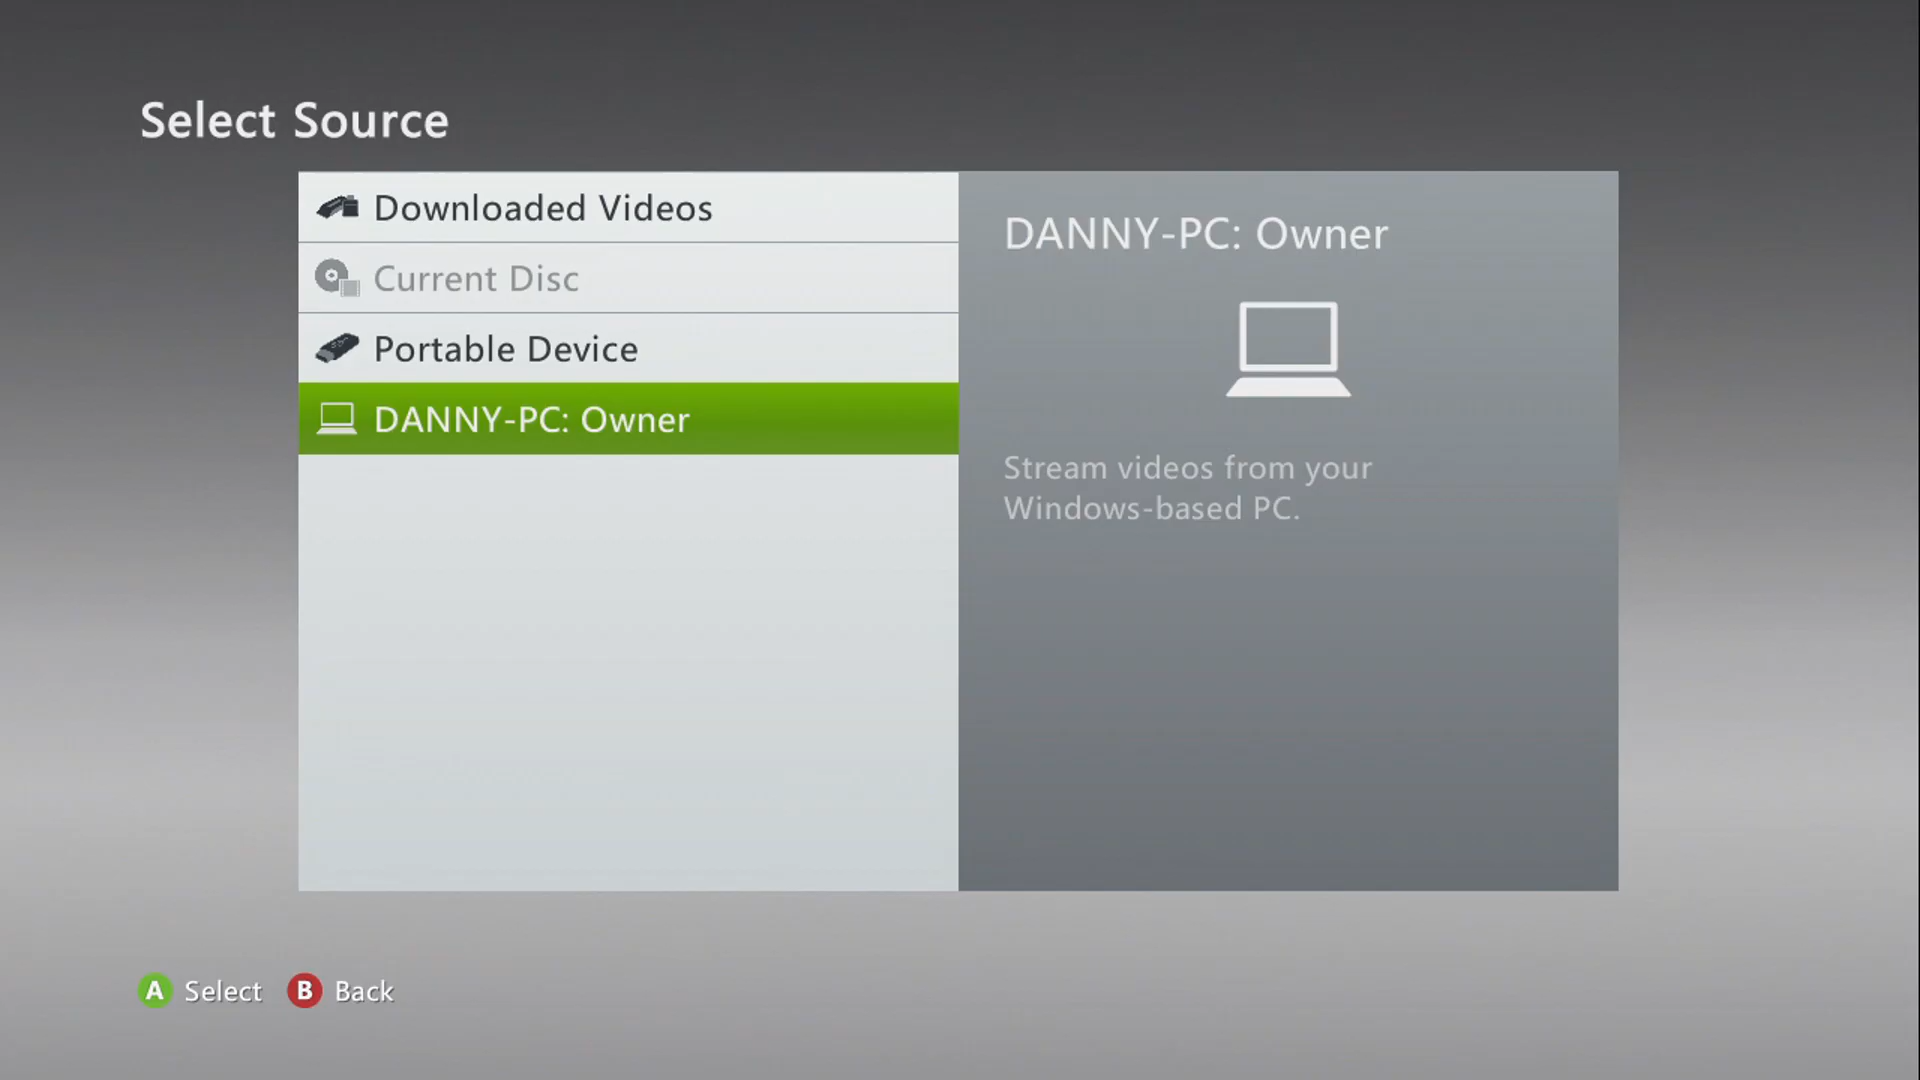 Select Source
Downloaded Videos
Current Disc
Portable Device
DANNY-PC: Owner
DANNY-PC: Owner
Stream videos from your
Windows-based PC.
A Select B Back